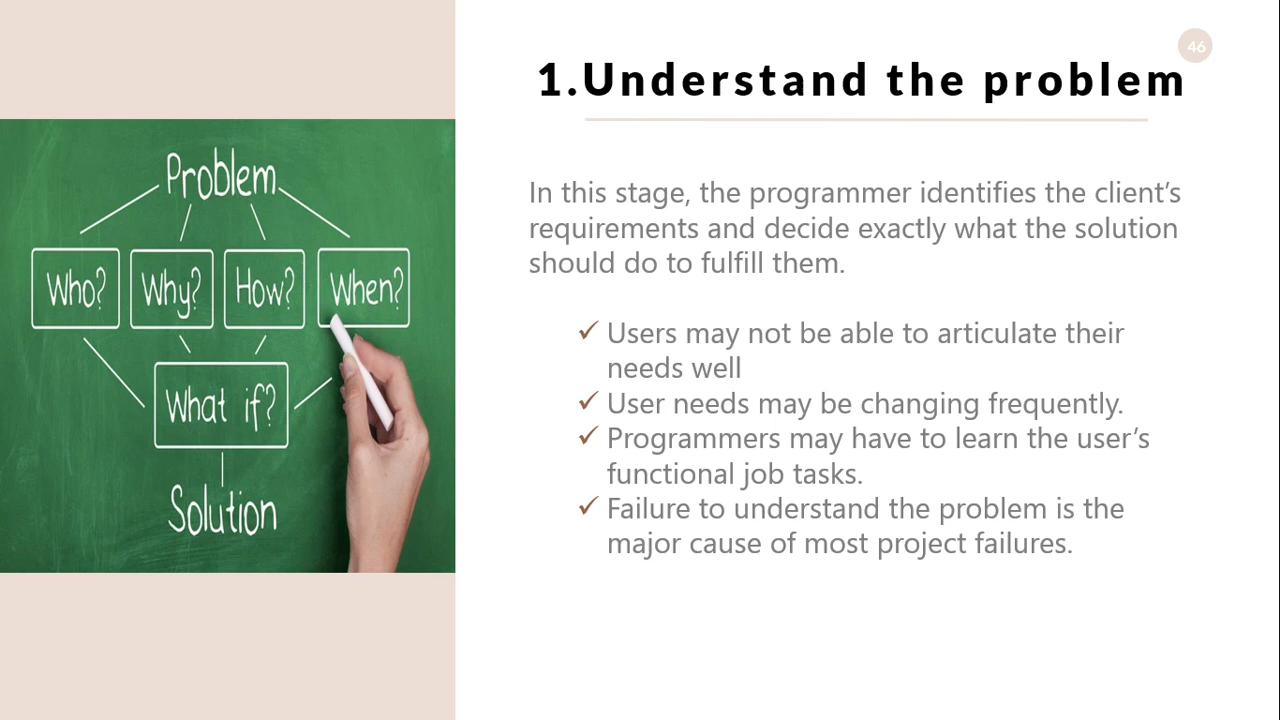 46
1.Understand the problem
Problem
Who? Why? How? When?
What if?
Solution
In this stage, the programmer identifies the client’s
requirements and decide exactly what the solution
should do to fulfill them.
✓ Users may not be able to articulate their
needs well
✓ User needs may be changing frequently.
✓ Programmers may have to learn the user’s
functional job tasks.
✓ Failure to understand the problem is the
major cause of most project failures.